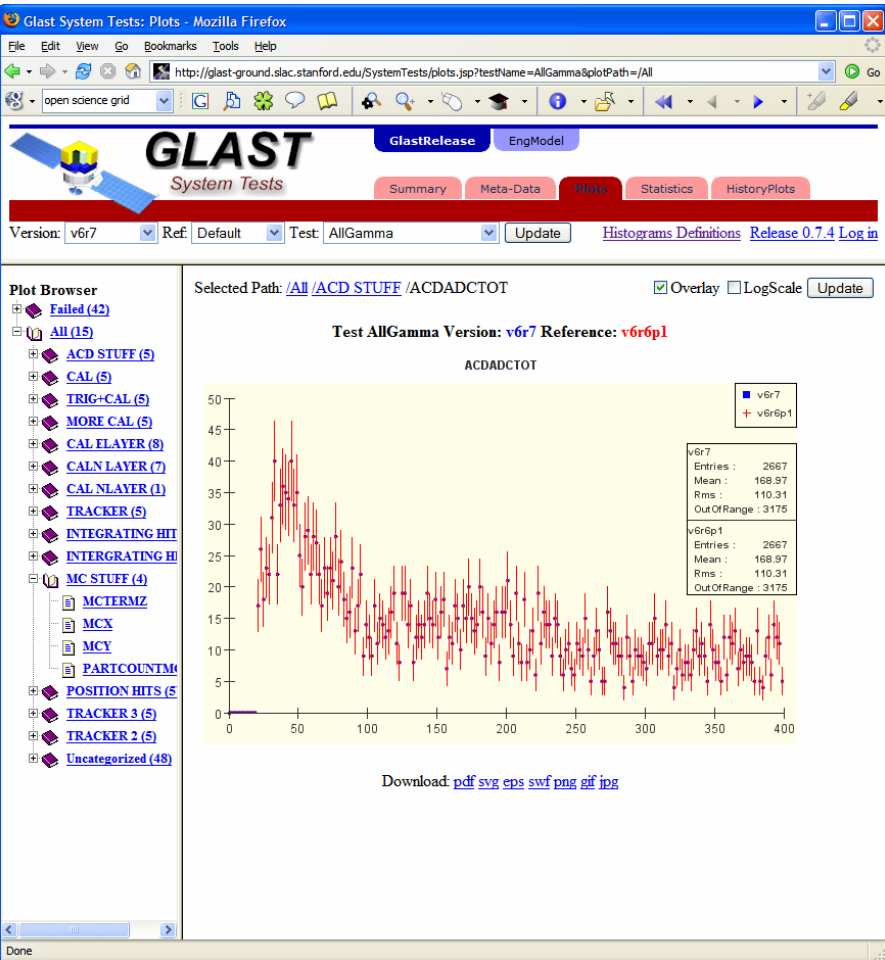 Glast System Tests: Plots - Mozilla Firefox
File Edit View Go Bookmarks Tools Help
http://glast-ground.slac.stanford.edu/SystemTests/plots.jsp?testName=AllGamma&plotPath=/All
Go
open science grid
GLAST
System Tests
GlastRelease EngModel
Summary Meta-Data Plots Statistics HistoryPlots
Version: v6r7 Ref: Default Test: AllGamma Update Histograms Definitions Release 0.7.4 Log in
Plot Browser
Failed (42)
All (15)
ACD STUFF (5)
CAL (5)
TRIG+CAL (5)
MORE CAL (5)
CAL ELAYER (8)
CALN LAYER (7)
CAL NLAYER (1)
TRACKER (5)
INTEGRATING HIT
INTERGRATING HI
MC STUFF (4)
MCTERMZ
MCX
MCY
PARTCOUNTM
POSITION HITS (5
TRACKER 3 (5)
TRACKER 2 (5)
Uncategorized (48)
Selected Path: /All /ACD STUFF /ACDADCTOT
Overlay LogScale Update
Test AllGamma Version: v6r7 Reference: v6r6p1
ACDADCTOT
50
45
40
35
30
25
20
15
10
5
0
0 50 100 150 200 250 300 350 400
v6r7
v6r6p1
v6r7
Entries : 2667
Mean : 168.97
Rms : 110.31
OutOfRange : 3175
v6r6p1
Entries : 2667
Mean : 168.97
Rms : 110.31
OutOfRange : 3175
Download: pdf svg eps swf png gif jpg
Done